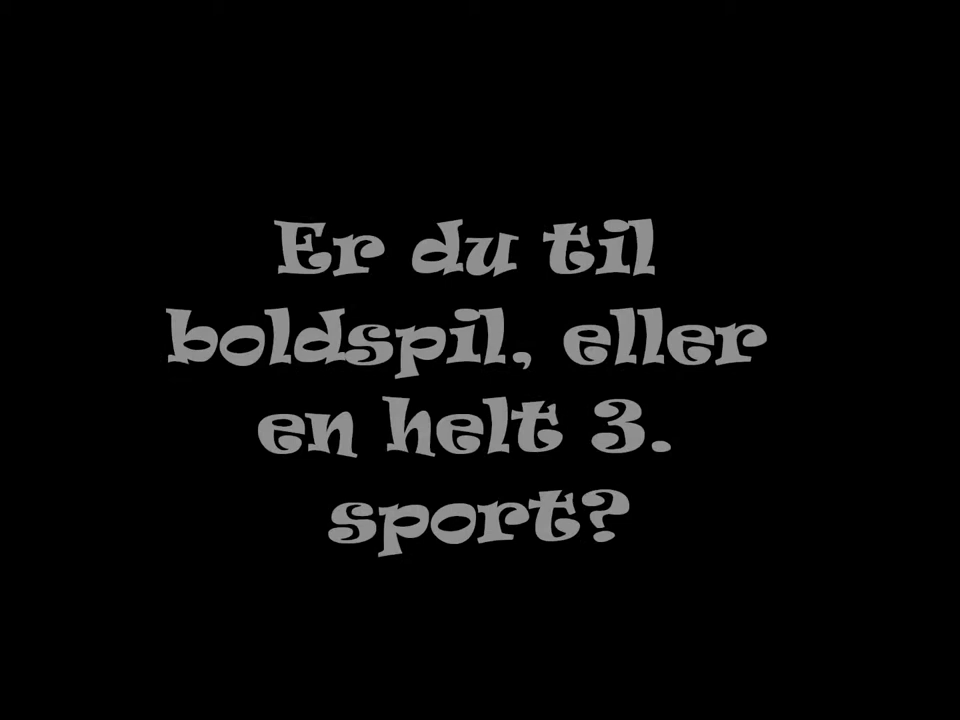 Er du til
boldspil, eller
en helt 3.
sport?